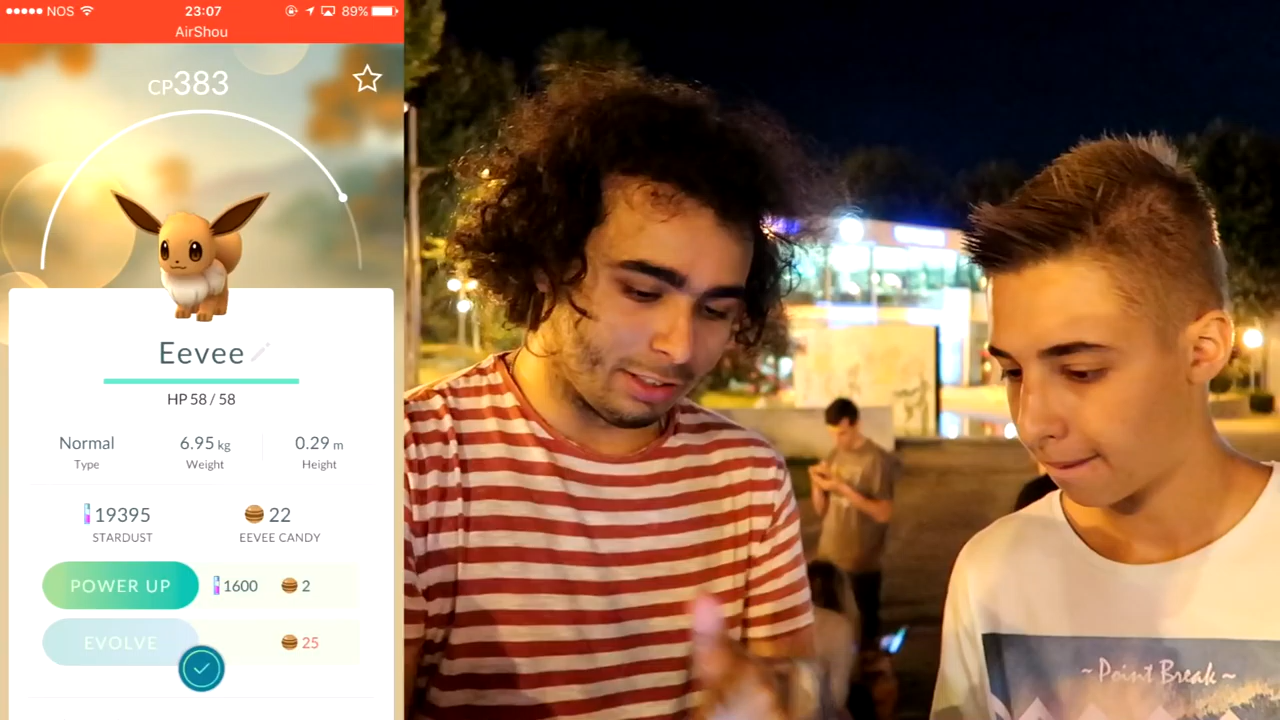 NOS 23:07 89%
AirShou
CP383
Eevee
HP 58 / 58
Normal 6.95 kg 0.29 m
Type Weight Height
19395 22
STARDUST EEVEE CANDY
POWER UP 1600 2
EVOLVE 25
~Point Break~